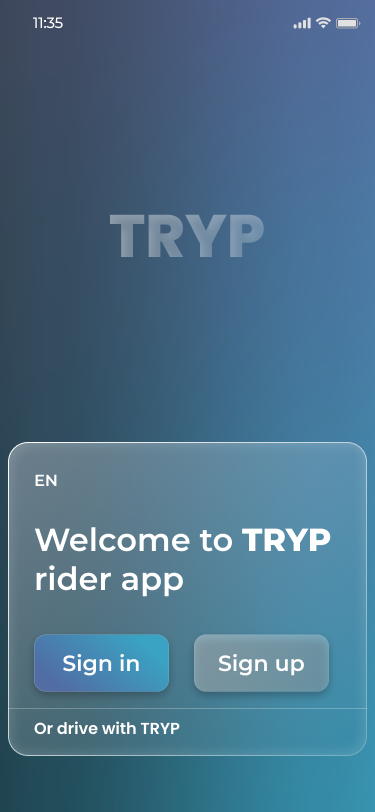 11:35
TRYP
EN
Welcome to TRYP
rider app
Sign in
Sign up
Or drive with TRYP